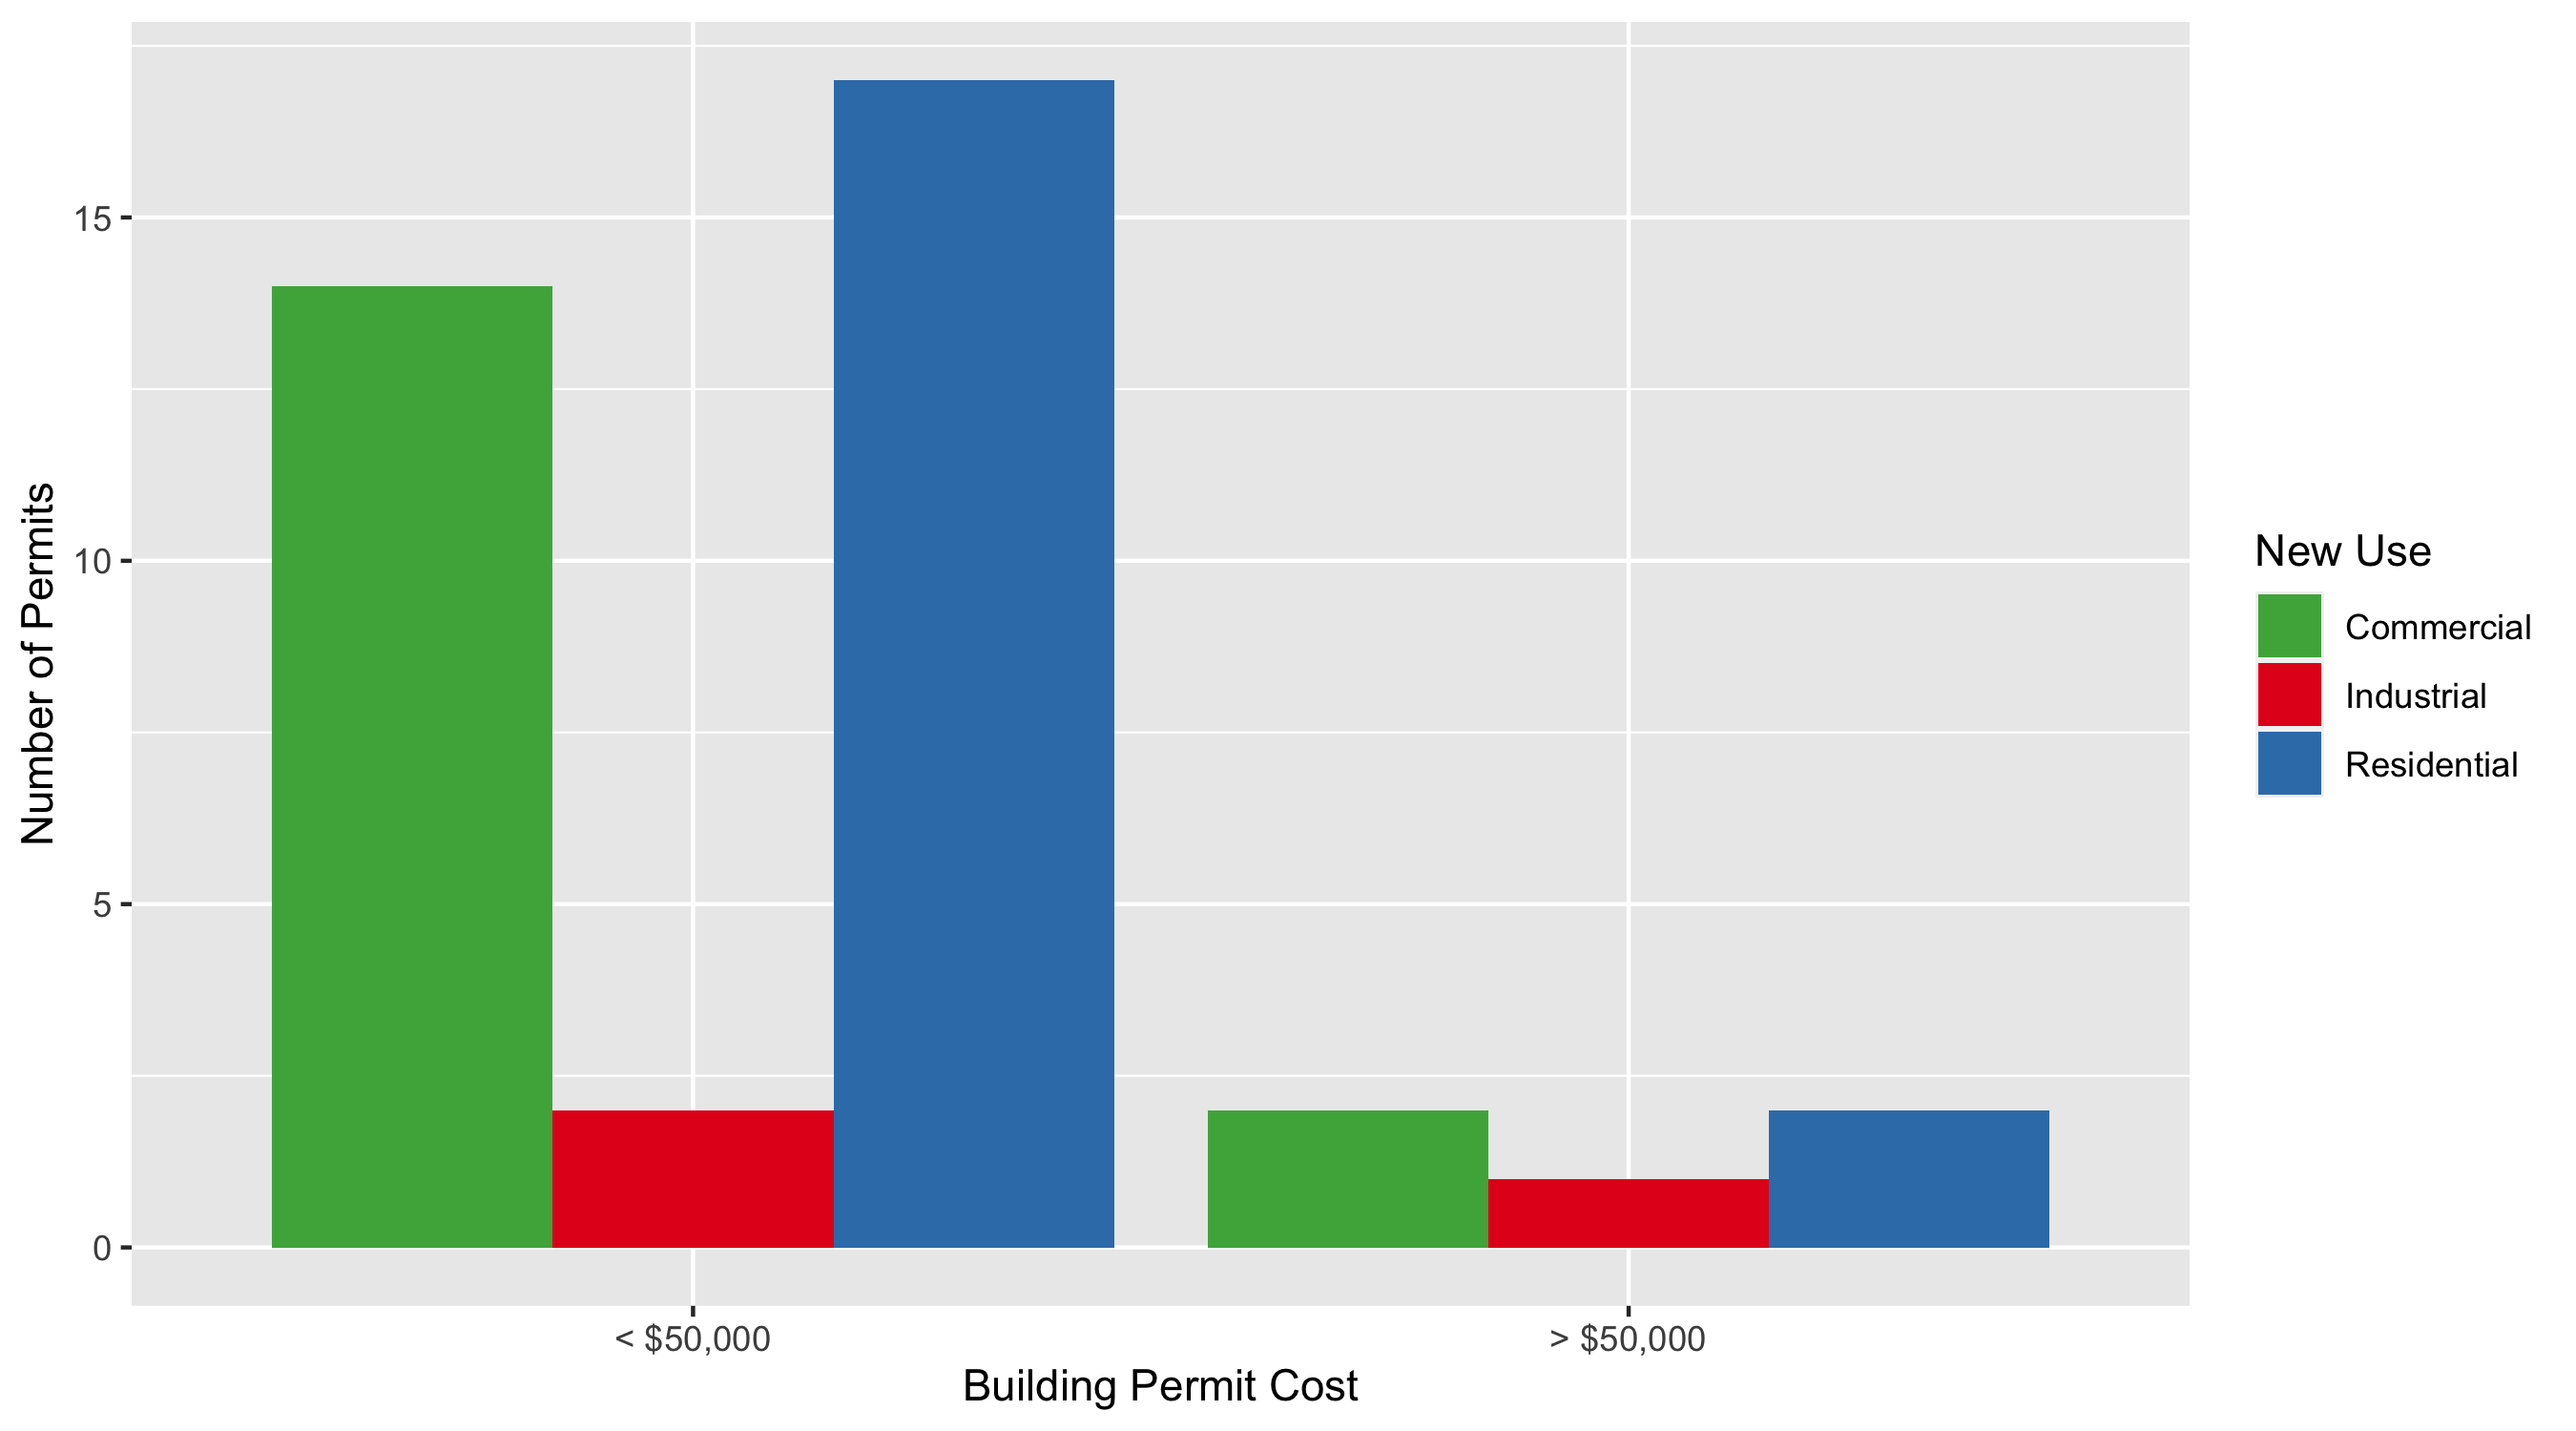 15
10
5
0
Number of Permits
< $50,000
> $50,000
Building Permit Cost
New Use
Commercial
Industrial
Residential